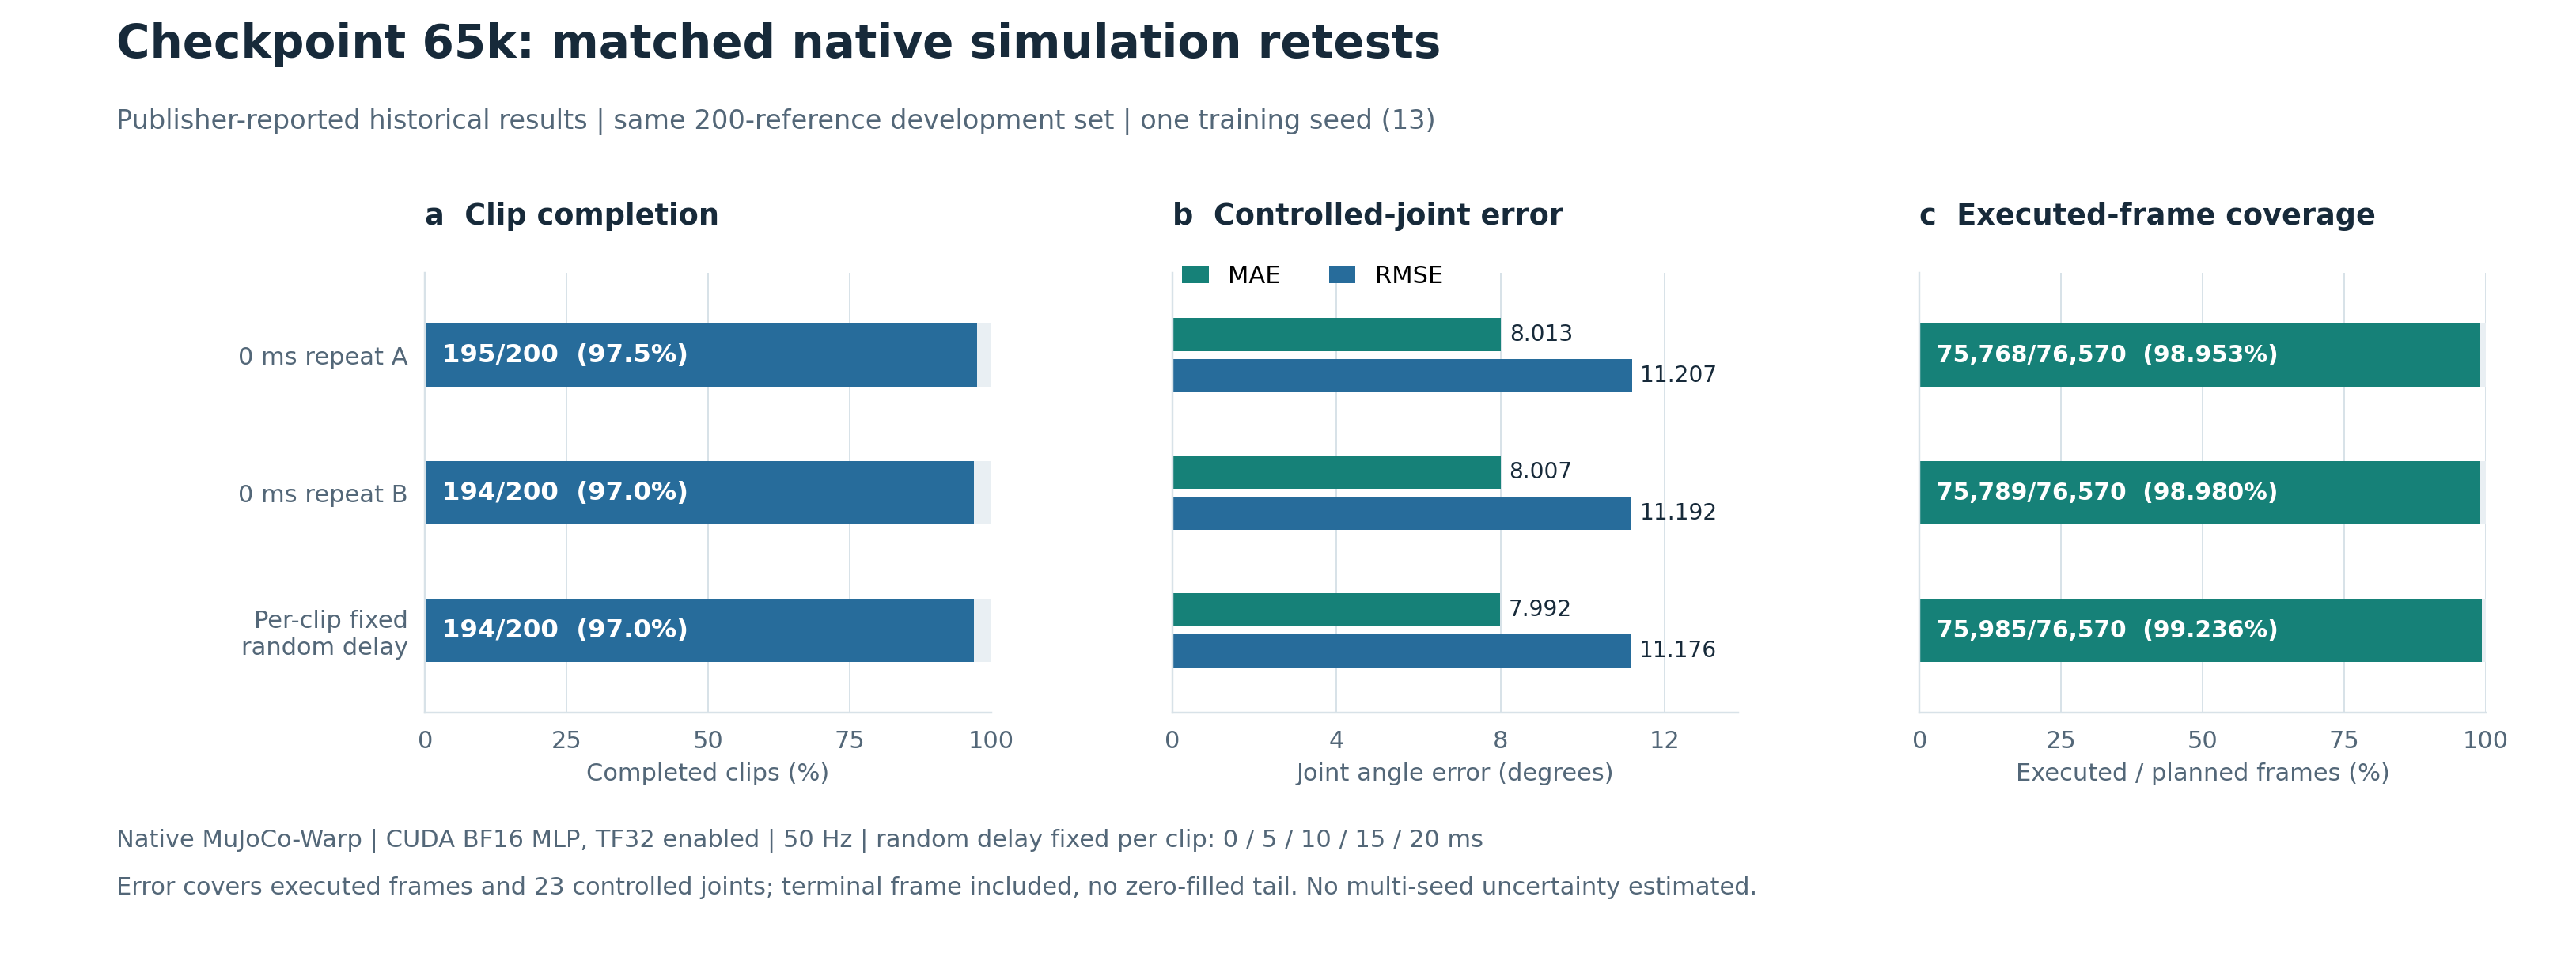 Checkpoint 65k: matched native simulation retests
Publisher-reported historical results | same 200-reference development set | one training seed (13)
a Clip completion
0 ms repeat A
195/200 (97.5%)
0 ms repeat B
194/200 (97.0%)
Per-clip fixed
random delay
194/200 (97.0%)
0 25 50 75 100
Completed clips (%)
b Controlled-joint error
MAE RMSE
8.013
11.207
8.007
11.192
7.992
11.176
0 4 8 12
Joint angle error (degrees)
c Executed-frame coverage
75,768/76,570 (98.953%)
75,789/76,570 (98.980%)
75,985/76,570 (99.236%)
0 25 50 75 100
Executed / planned frames (%)
Native MuJoCo-Warp | CUDA BF16 MLP, TF32 enabled | 50 Hz | random delay fixed per clip: 0 / 5 / 10 / 15 / 20 ms
Error covers executed frames and 23 controlled joints; terminal frame included, no zero-filled tail. No multi-seed uncertainty estimated.